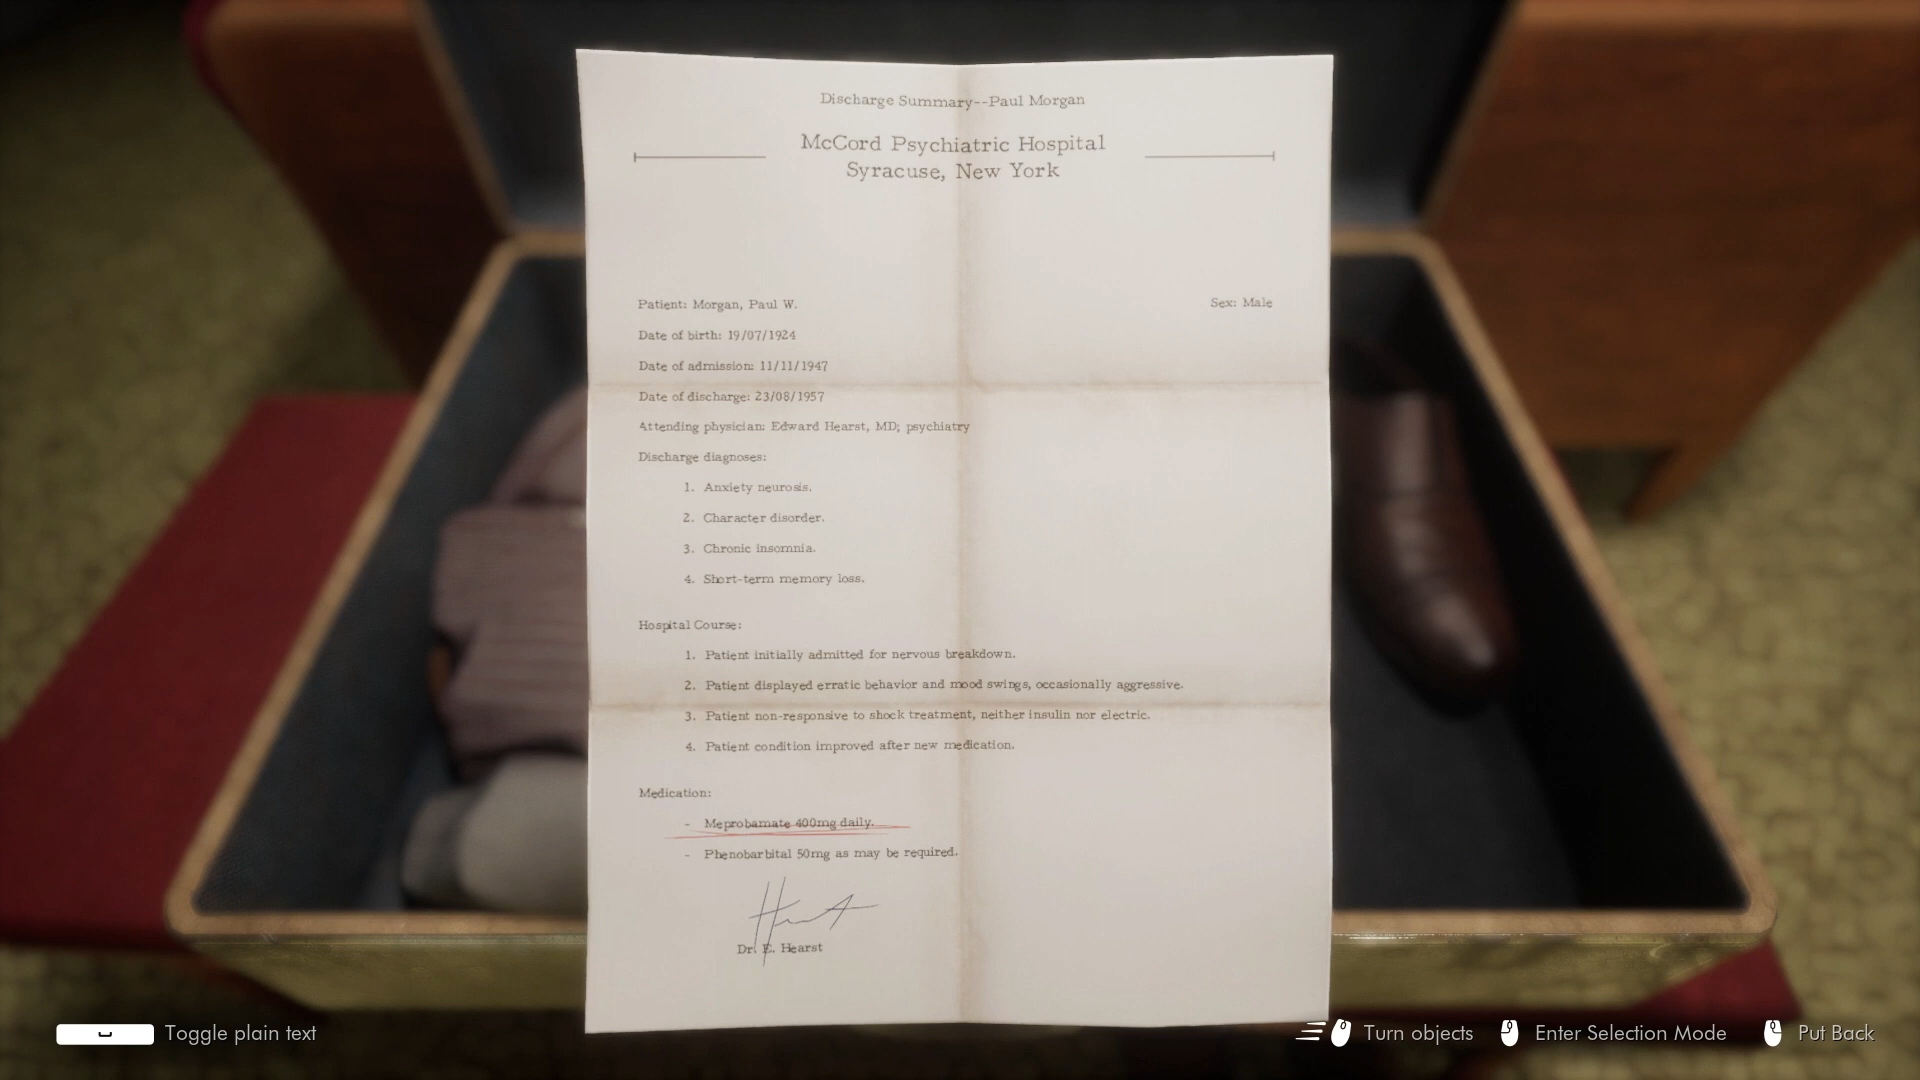 Discharge Summary--Paul Morgan
McCord Psychiatric Hospital
Syracuse, New York
Patient: Morgan, Paul W.
Sex: Male
Date of birth: 19/07/1924
Date of admission: 11/11/1947
Date of discharge: 23/08/1957
Attending physician: Edward Hearst, MD; psychiatry
Discharge diagnoses:
1. Anxiety neurosis.
2. Character disorder.
3. Chronic insomnia.
4. Short-term memory loss.
Hospital Course:
1. Patient initially admitted for nervous breakdown.
2. Patient displayed erratic behavior and mood swings, occasionally aggressive.
3. Patient non-responsive to shock treatment, neither insulin nor electric.
4. Patient condition improved after new medication.
Medication:
- Meprobamate 400mg daily.
- Phenobarbital 50mg as may be required.
Dr. E. Hearst
Toggle plain text
Turn objects
Enter Selection Mode
Put Back